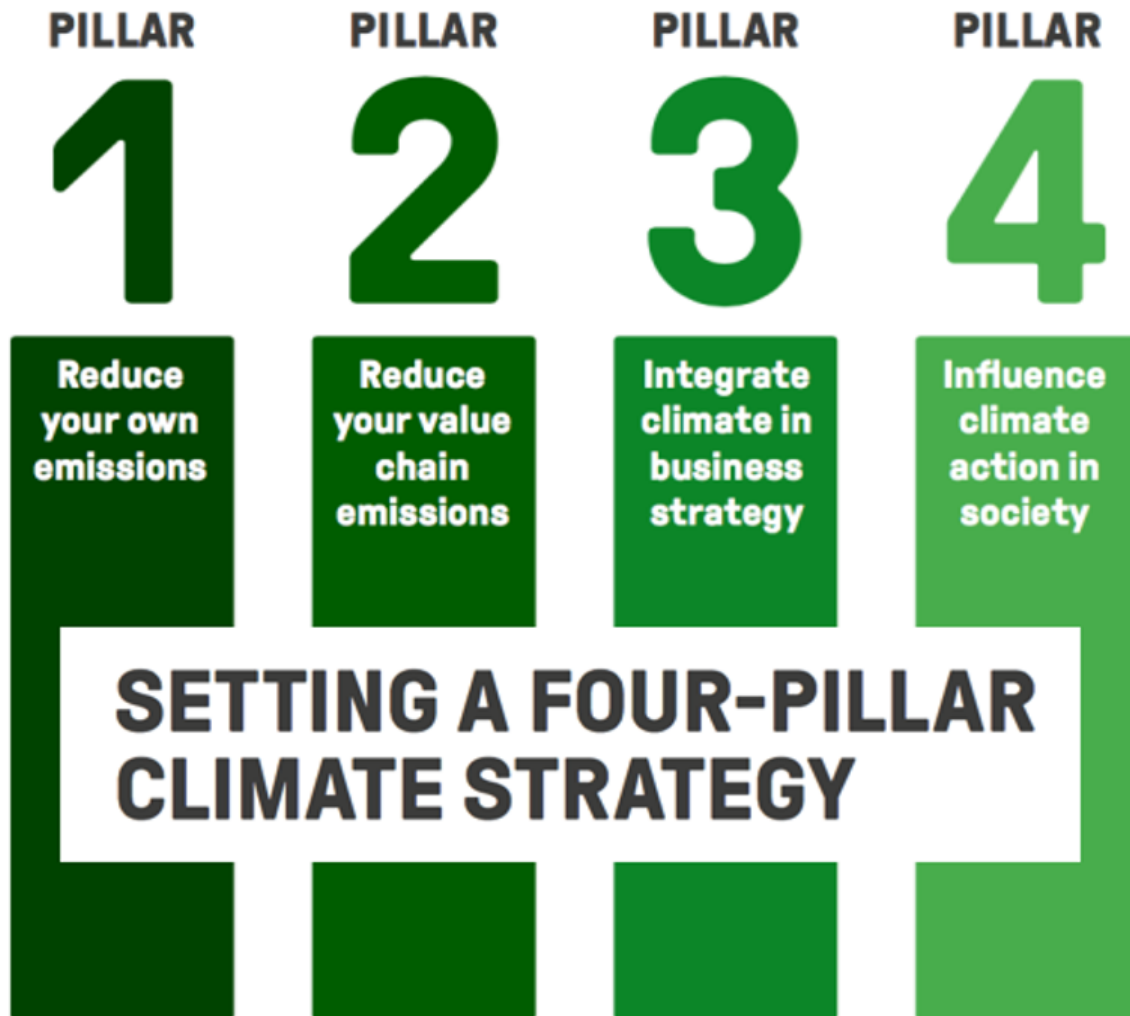 PILLAR
1
Reduce
your own
emissions
PILLAR
2
Reduce
your value
chain
emissions
PILLAR
3
Integrate
climate in
business
strategy
PILLAR
4
Influence
climate
action in
society
SETTING A FOUR-PILLAR
CLIMATE STRATEGY